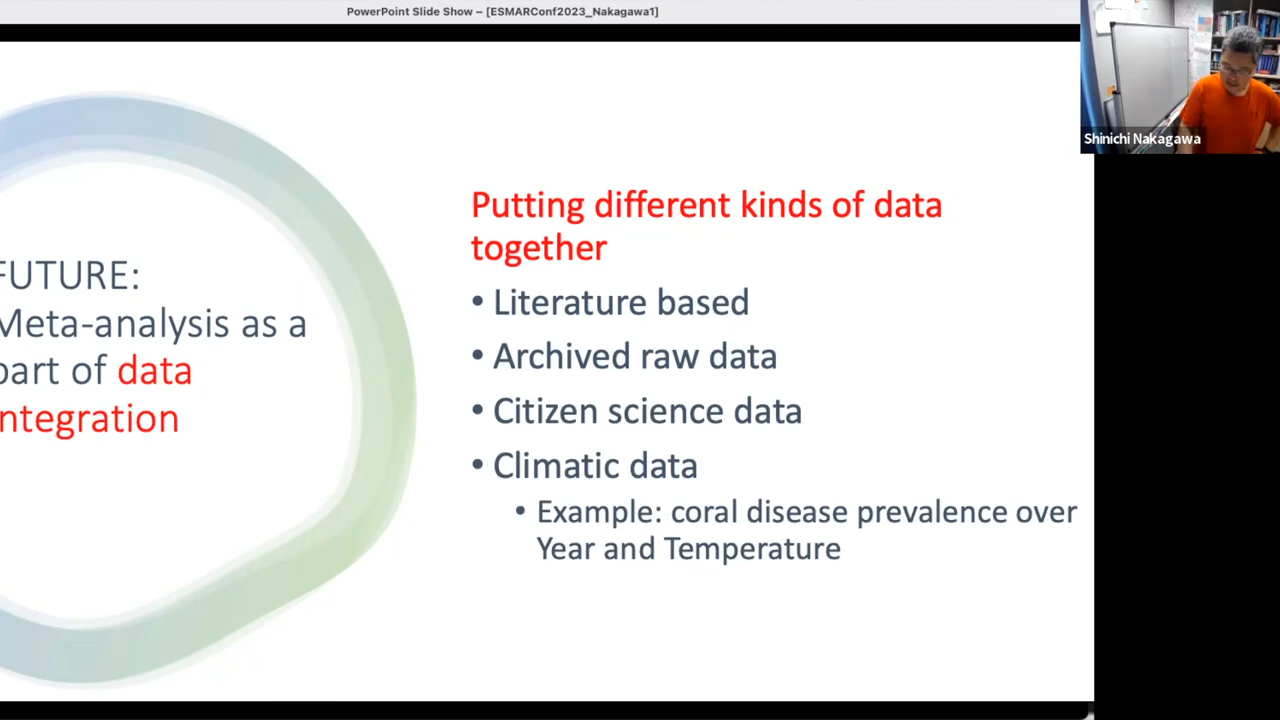 PowerPoint Slide Show – [ESMARConf2023_Nakagawa1]
Shinichi Nakagawa
FUTURE:
Meta-analysis as a
part of data
integration
Putting different kinds of data
together
• Literature based
• Archived raw data
• Citizen science data
• Climatic data
• Example: coral disease prevalence over
Year and Temperature